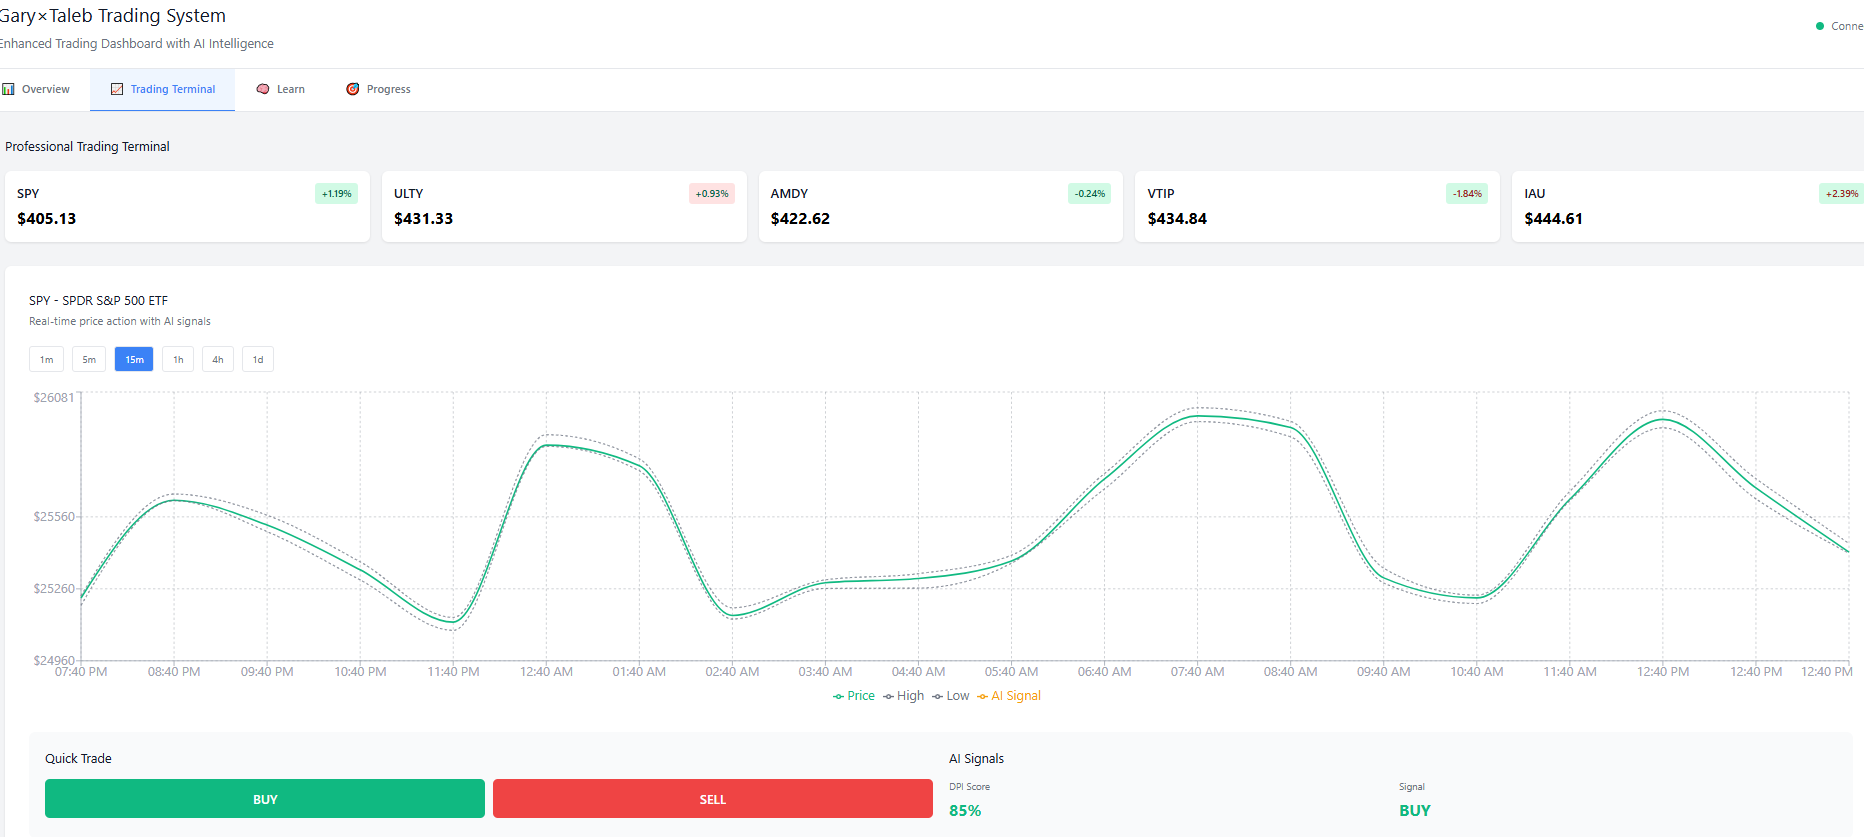 Gary×Taleb Trading System
Enhanced Trading Dashboard with AI Intelligence
Conne
Overview
Trading Terminal
Learn
Progress
Professional Trading Terminal
SPY +1.19%
$405.13
ULTY +0.93%
$431.33
AMDY -0.24%
$422.62
VTIP -1.84%
$434.84
IAU +2.39%
$444.61
SPY - SPDR S&P 500 ETF
Real-time price action with AI signals
1m 5m 15m 1h 4h 1d
$26081
$25560
$25260
$24960
07:40 PM 08:40 PM 09:40 PM 10:40 PM 11:40 PM 12:40 AM 01:40 AM 02:40 AM 03:40 AM 04:40 AM 05:40 AM 06:40 AM 07:40 AM 08:40 AM 09:40 AM 10:40 AM 11:40 AM 12:40 PM 12:40 PM 12:40 PM
Price High Low AI Signal
Quick Trade
BUY
SELL
AI Signals
DPI Score
85%
Signal
BUY